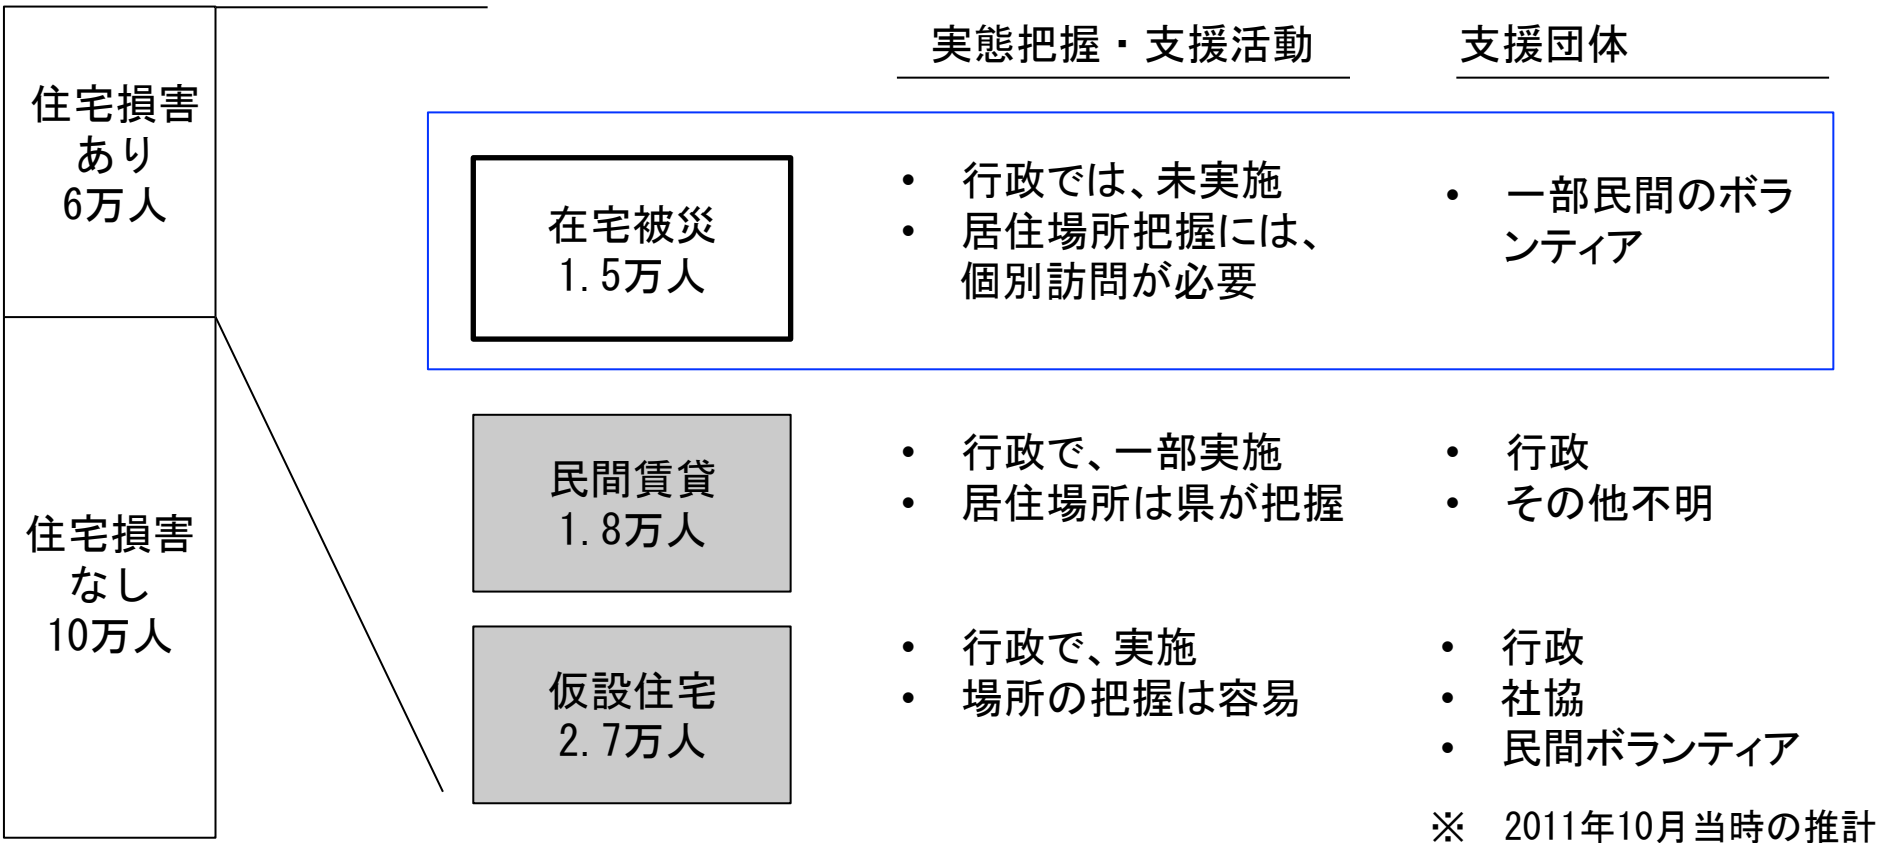 住宅損害
あり
6万人
住宅損害
なし
10万人
実態把握・支援活動
支援団体
在宅被災
1.5万人
• 行政では、未実施
• 居住場所把握には、
個別訪問が必要
• 一部民間のボラ
ンティア
民間賃貸
1.8万人
• 行政で、一部実施
• 居住場所は県が把握
• 行政
• その他不明
仮設住宅
2.7万人
• 行政で、実施
• 場所の把握は容易
• 行政
• 社協
• 民間ボランティア
※ 2011年10月当時の推計